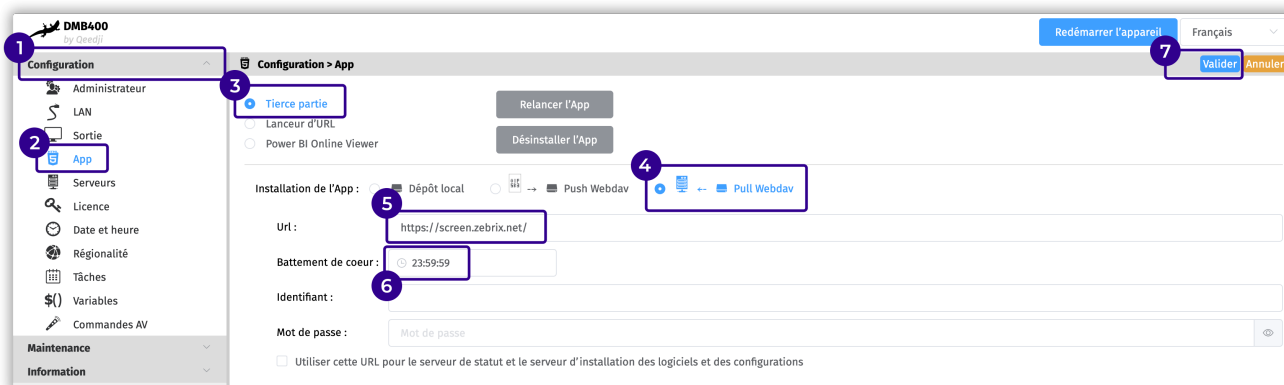 DMB400
by Qeedji
Redémarrer l'appareil
Français
1
7
Configuration
Configuration > App
Valider
Annuler
Administrateur
3
Tierce partie
Relancer l'App
LAN
Lanceur d'URL
Sortie
2
Power BI Online Viewer
Désinstaller l'App
App
4
Serveurs
Installation de l'App :
Dépôt local
→
Push Webdav
←
Pull Webdav
Licence
5
Date et heure
Url :
https://screen.zebrix.net/
Régionalité
Battement de coeur :
23:59:59
Tâches
6
$()
Variables
Identifiant :
Commandes AV
Mot de passe :
Mot de passe
Maintenance
Utiliser cette URL pour le serveur de statut et le serveur d'installation des logiciels et des configurations
Information